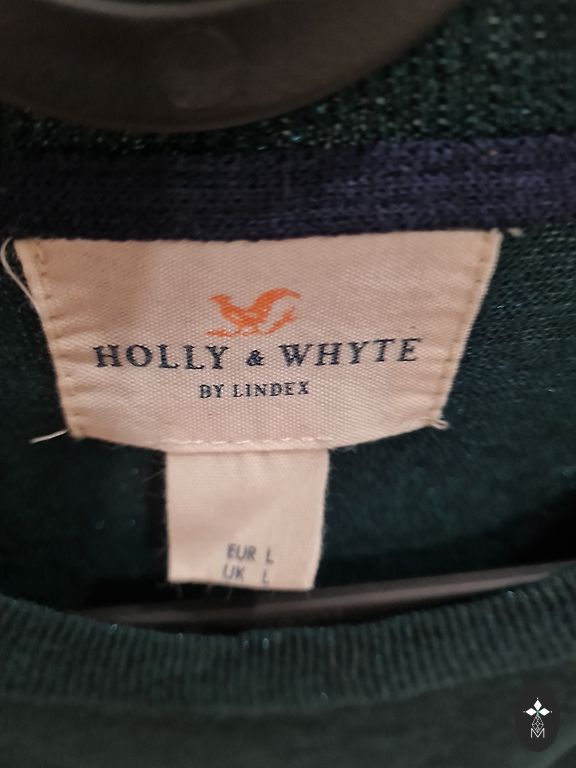 HOLLY & WHYTE
BY LINDEX
EUR L
UK L
M